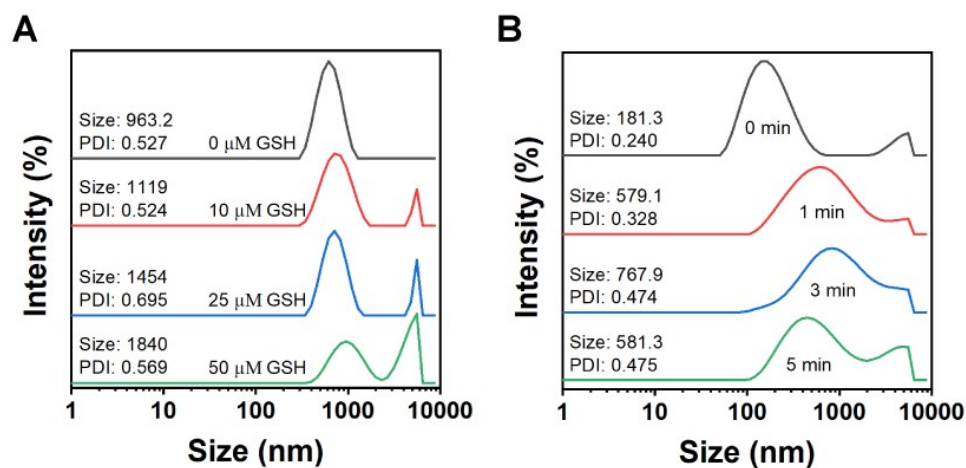 A
Intensity (%)
Size: 963.2
PDI: 0.527
0 μM GSH
Size: 1119
PDI: 0.524
10 μM GSH
Size: 1454
PDI: 0.695
25 μM GSH
Size: 1840
PDI: 0.569
50 μM GSH
1 10 100 1000 10000
Size (nm)
B
Intensity (%)
Size: 181.3
PDI: 0.240
0 min
Size: 579.1
PDI: 0.328
1 min
Size: 767.9
PDI: 0.474
3 min
Size: 581.3
PDI: 0.475
5 min
1 10 100 1000 10000
Size (nm)